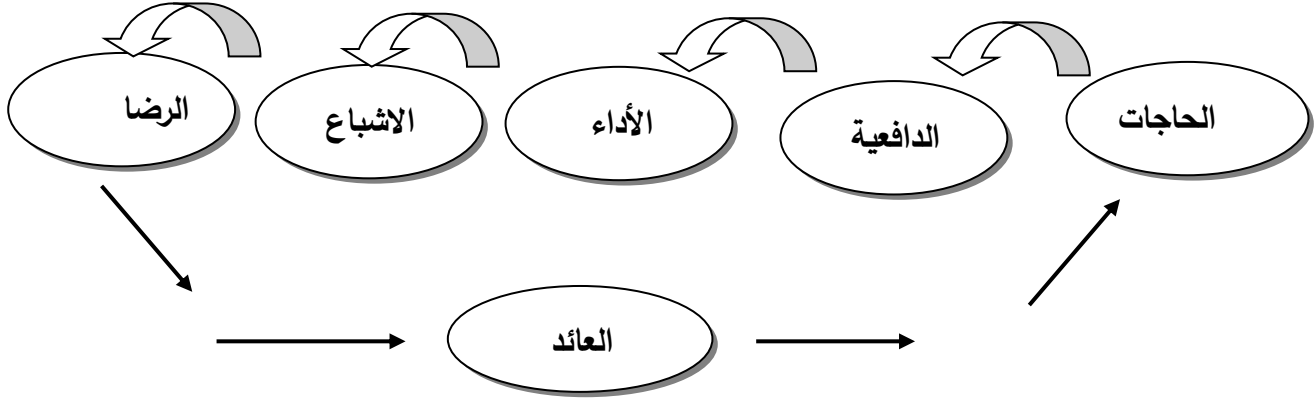 الحاجات
الدافعية
الأداء
الاشباع
الرضا
العائد